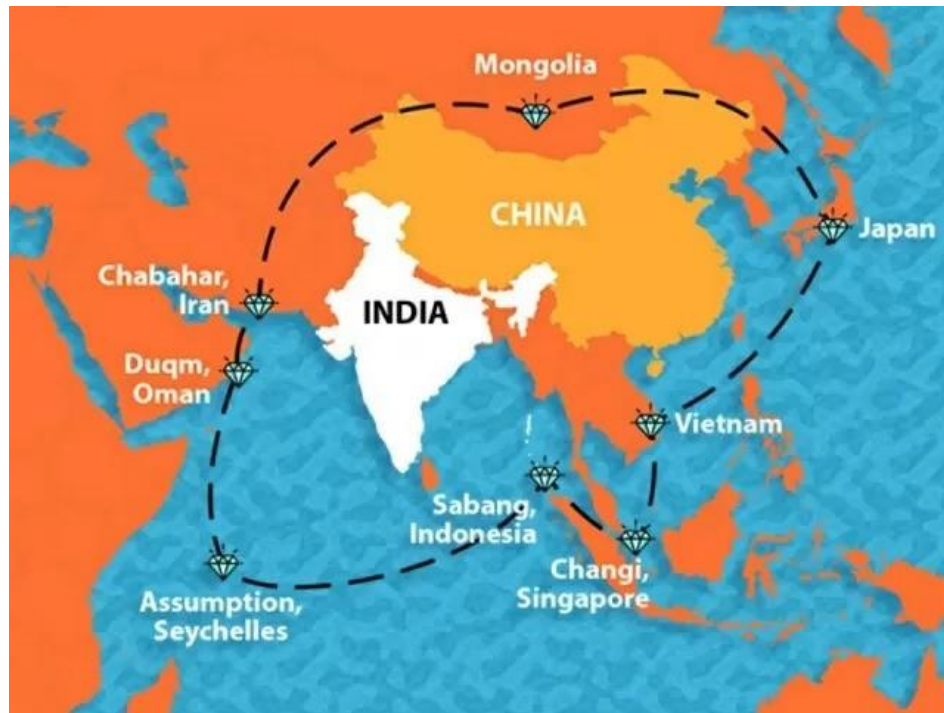 Mongolia
CHINA
Japan
Chabahar,
Iran
INDIA
Duqm,
Oman
Vietnam
Sabang,
Indonesia
Changi,
Singapore
Assumption,
Seychelles